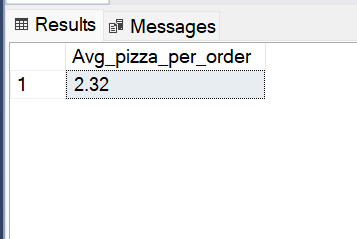 Results Messages
Avg_pizza_per_order
1 2.32